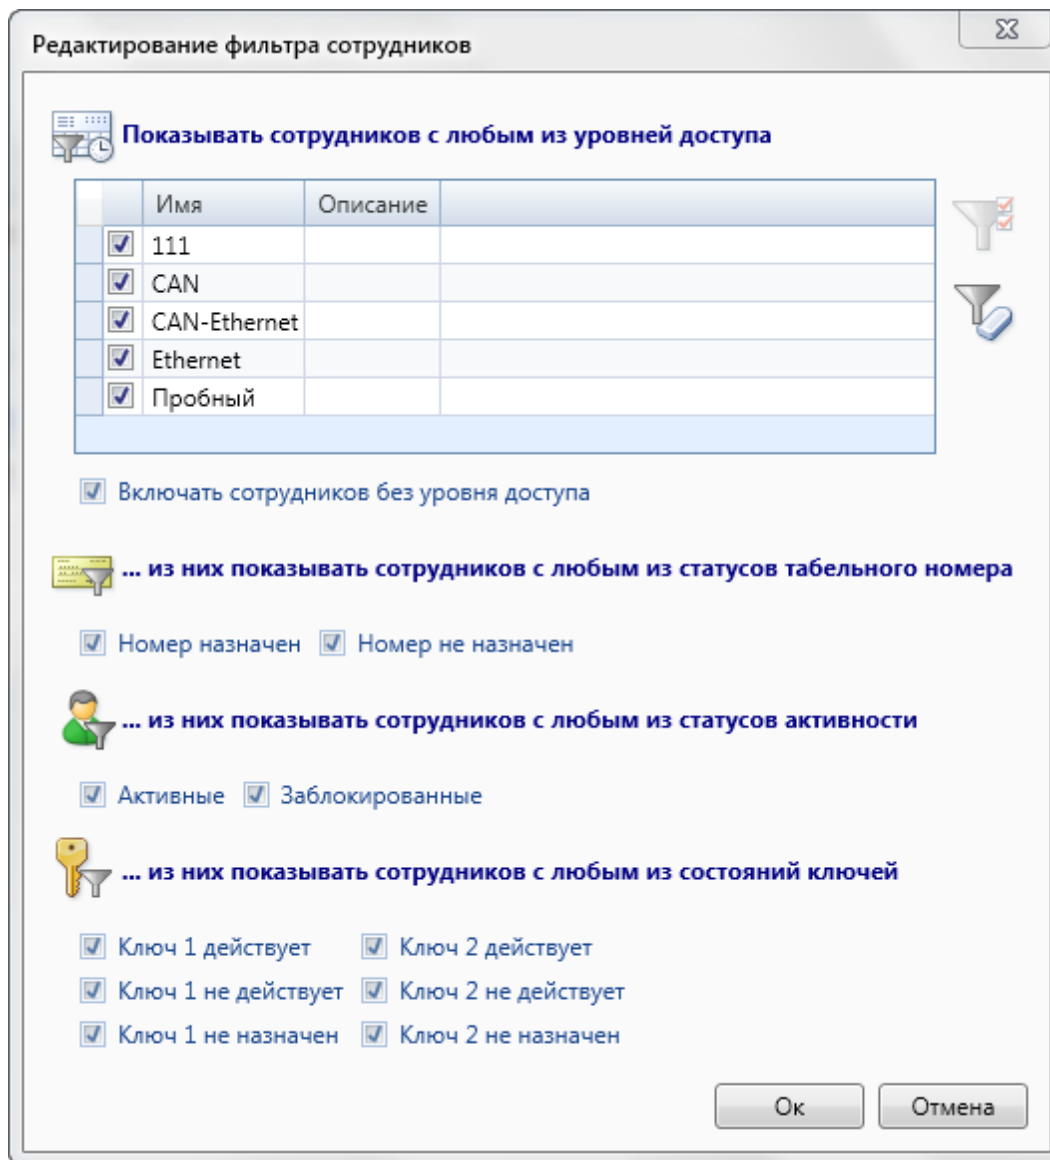 Редактирование фильтра сотрудников
Показывать сотрудников с любым из уровней доступа
Имя Описание
111
CAN
CAN-Ethernet
Ethernet
Пробный
Включать сотрудников без уровня доступа
... из них показывать сотрудников с любым из статусов табельного номера
Номер назначен Номер не назначен
... из них показывать сотрудников с любым из статусов активности
Активные Заблокированные
... из них показывать сотрудников с любым из состояний ключей
Ключ 1 действует Ключ 2 действует
Ключ 1 не действует Ключ 2 не действует
Ключ 1 не назначен Ключ 2 не назначен
Ок Отмена